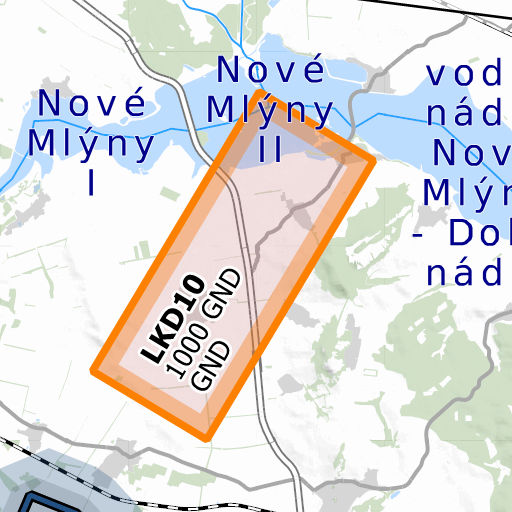 Nové
Mlýny
I
Nové
Mlýny
II
vod
nád
Nov
Mlýn
- Dol
nád
LKD10
1000 GND
GND